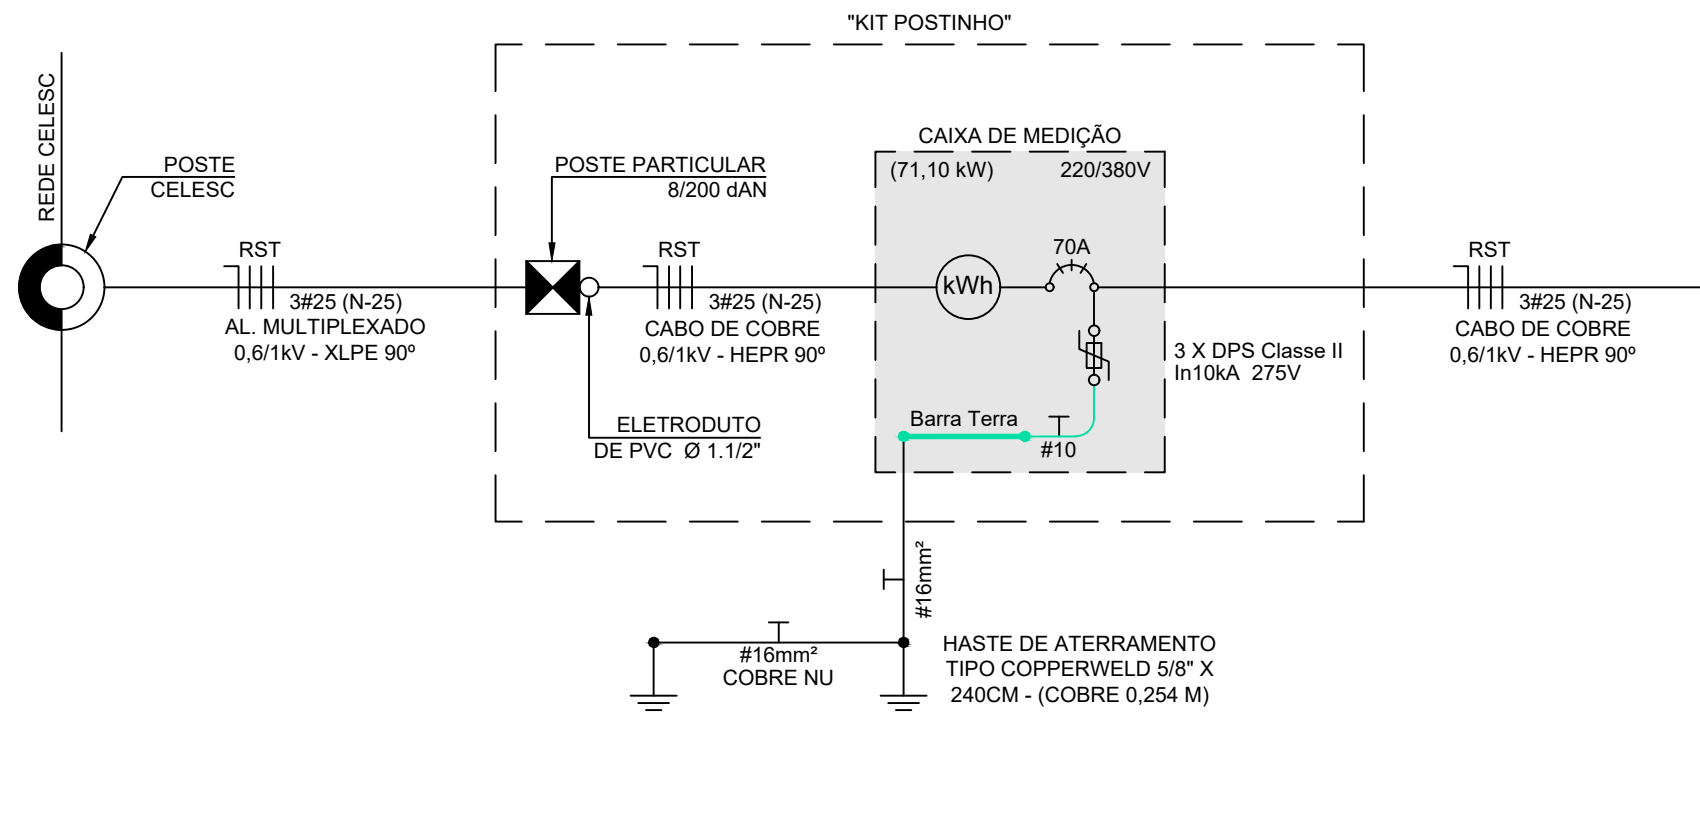 "KIT POSTINHO"
REDE CELESC
POSTE
CELESC
RST
3#25 (N-25)
AL. MULTIPLEXADO
0,6/1kV - XLPE 90º
POSTE PARTICULAR
8/200 dAN
RST
3#25 (N-25)
CABO DE COBRE
0,6/1kV - HEPR 90º
ELETRODUTO
DE PVC Ø 1.1/2"
CAIXA DE MEDIÇÃO
(71,10 kW) 220/380V
kWh
70A
3 X DPS Classe II
In10kA 275V
Barra Terra
#10
RST
3#25 (N-25)
CABO DE COBRE
0,6/1kV - HEPR 90º
#16mm²
#16mm²
COBRE NU
HASTE DE ATERRAMENTO
TIPO COPPERWELD 5/8" X
240CM - (COBRE 0,254 M)